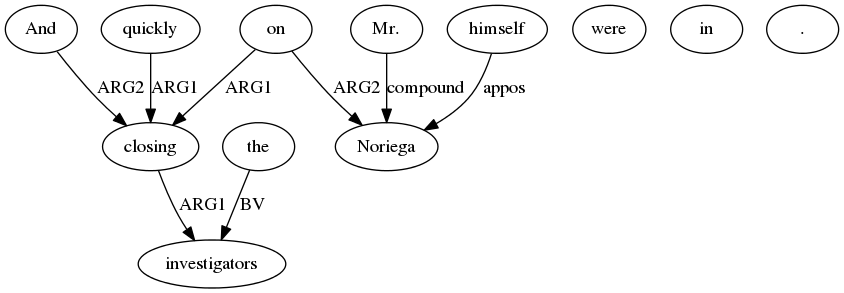 And quickly on Mr. himself were in .
ARG2 ARG1 ARG1 ARG2 compound appos
closing the Noriega
ARG1 BV
investigators